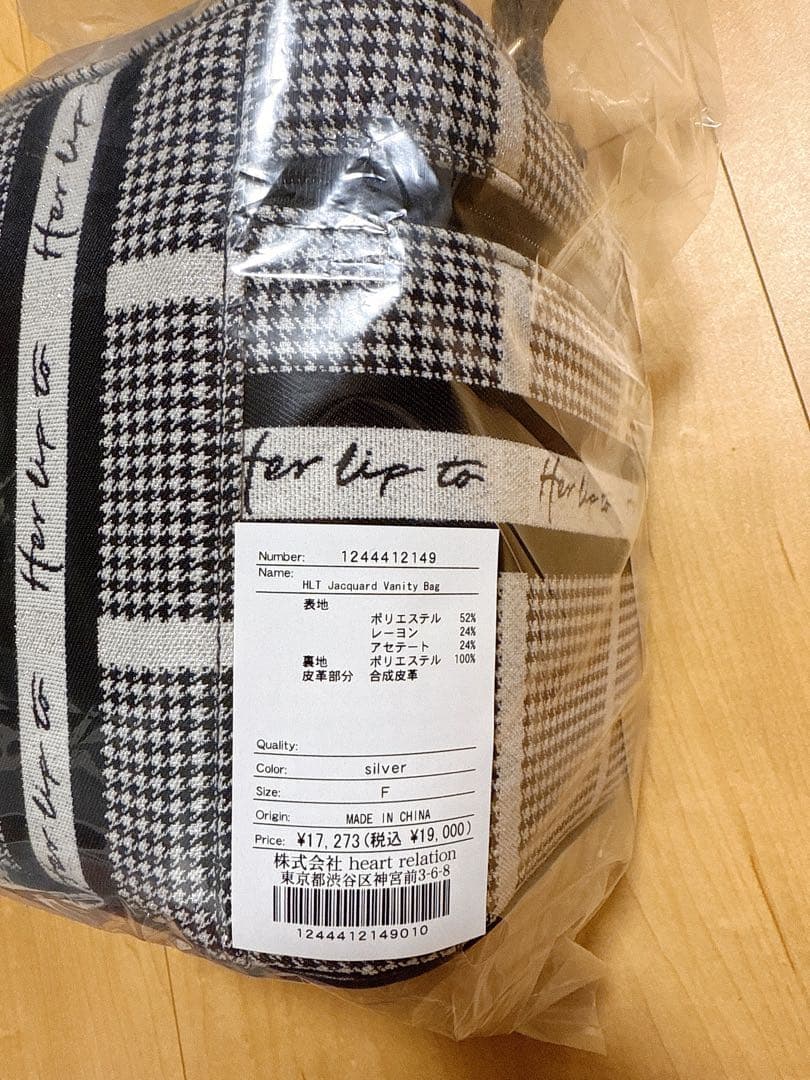 Her lip to
Her lip to
Her lip to
Her lip to
Her lip to
Number: 1244412149
Name:
HLT Jacquard Vanity Bag
表地
ポリエステル 52%
レーヨン 24%
アセテート 24%
裏地 ポリエステル 100%
皮革部分 合成皮革
Quality:
Color: silver
Size: F
Origin: MADE IN CHINA
Price: ¥17,273(税込 ¥19,000)
株式会社 heart relation
東京都渋谷区神宮前3-6-8
1244412149010